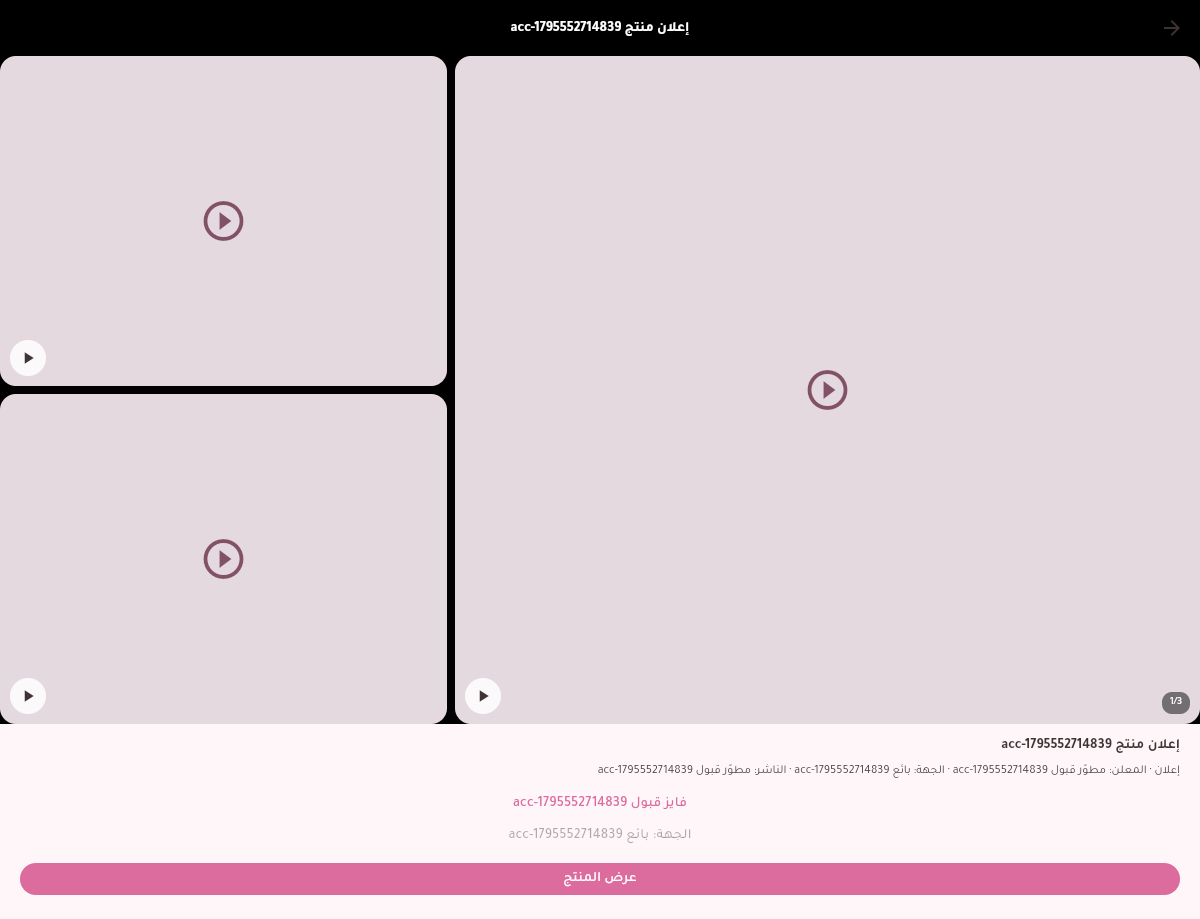 إعلان منتج acc-1795552714839
1/3
إعلان منتج acc-1795552714839
إعلان · المعلن: مطوّر قبول acc-1795552714839 · الجهة: بائع acc-1795552714839 · الناشر: مطوّر قبول acc-1795552714839
فايز قبول acc-1795552714839
الجهة: بائع acc-1795552714839
عرض المنتج